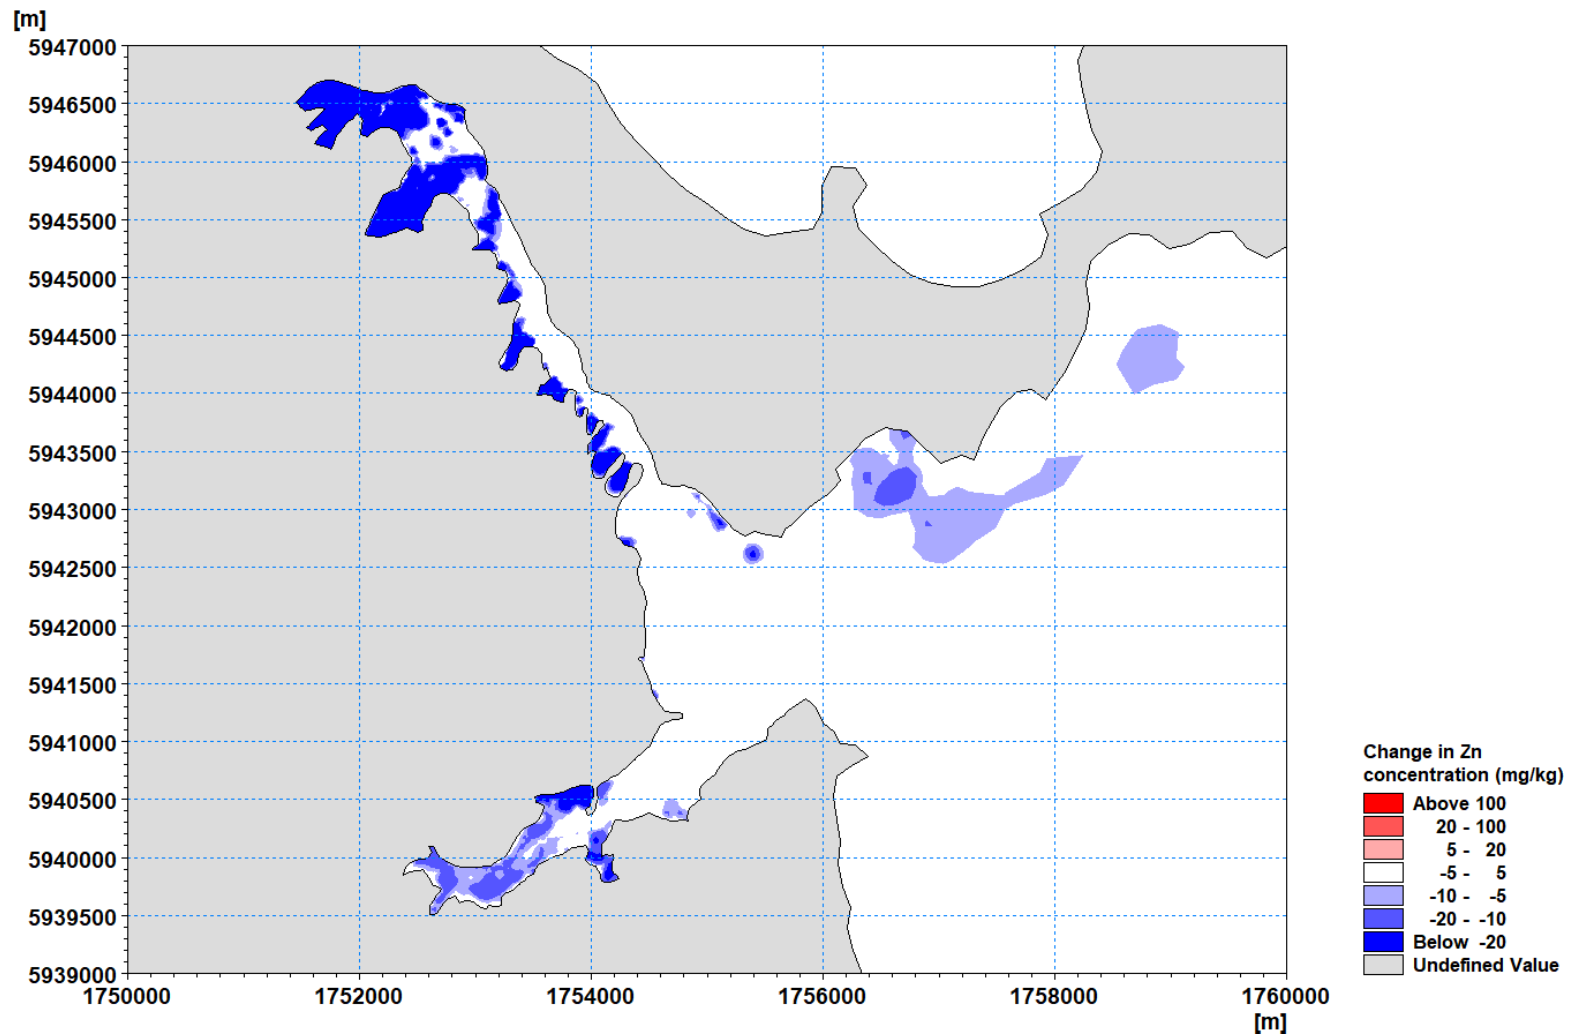 [m]
5947000
5946500
5946000
5945500
5945000
5944500
5944000
5943500
5943000
5942500
5942000
5941500
5941000
5940500
5940000
5939500
5939000
1750000 1752000 1754000 1756000 1758000 1760000
[m]
Change in Zn
concentration (mg/kg)
Above 100
20 - 100
5 - 20
-5 - 5
-10 - -5
-20 - -10
Below -20
Undefined Value